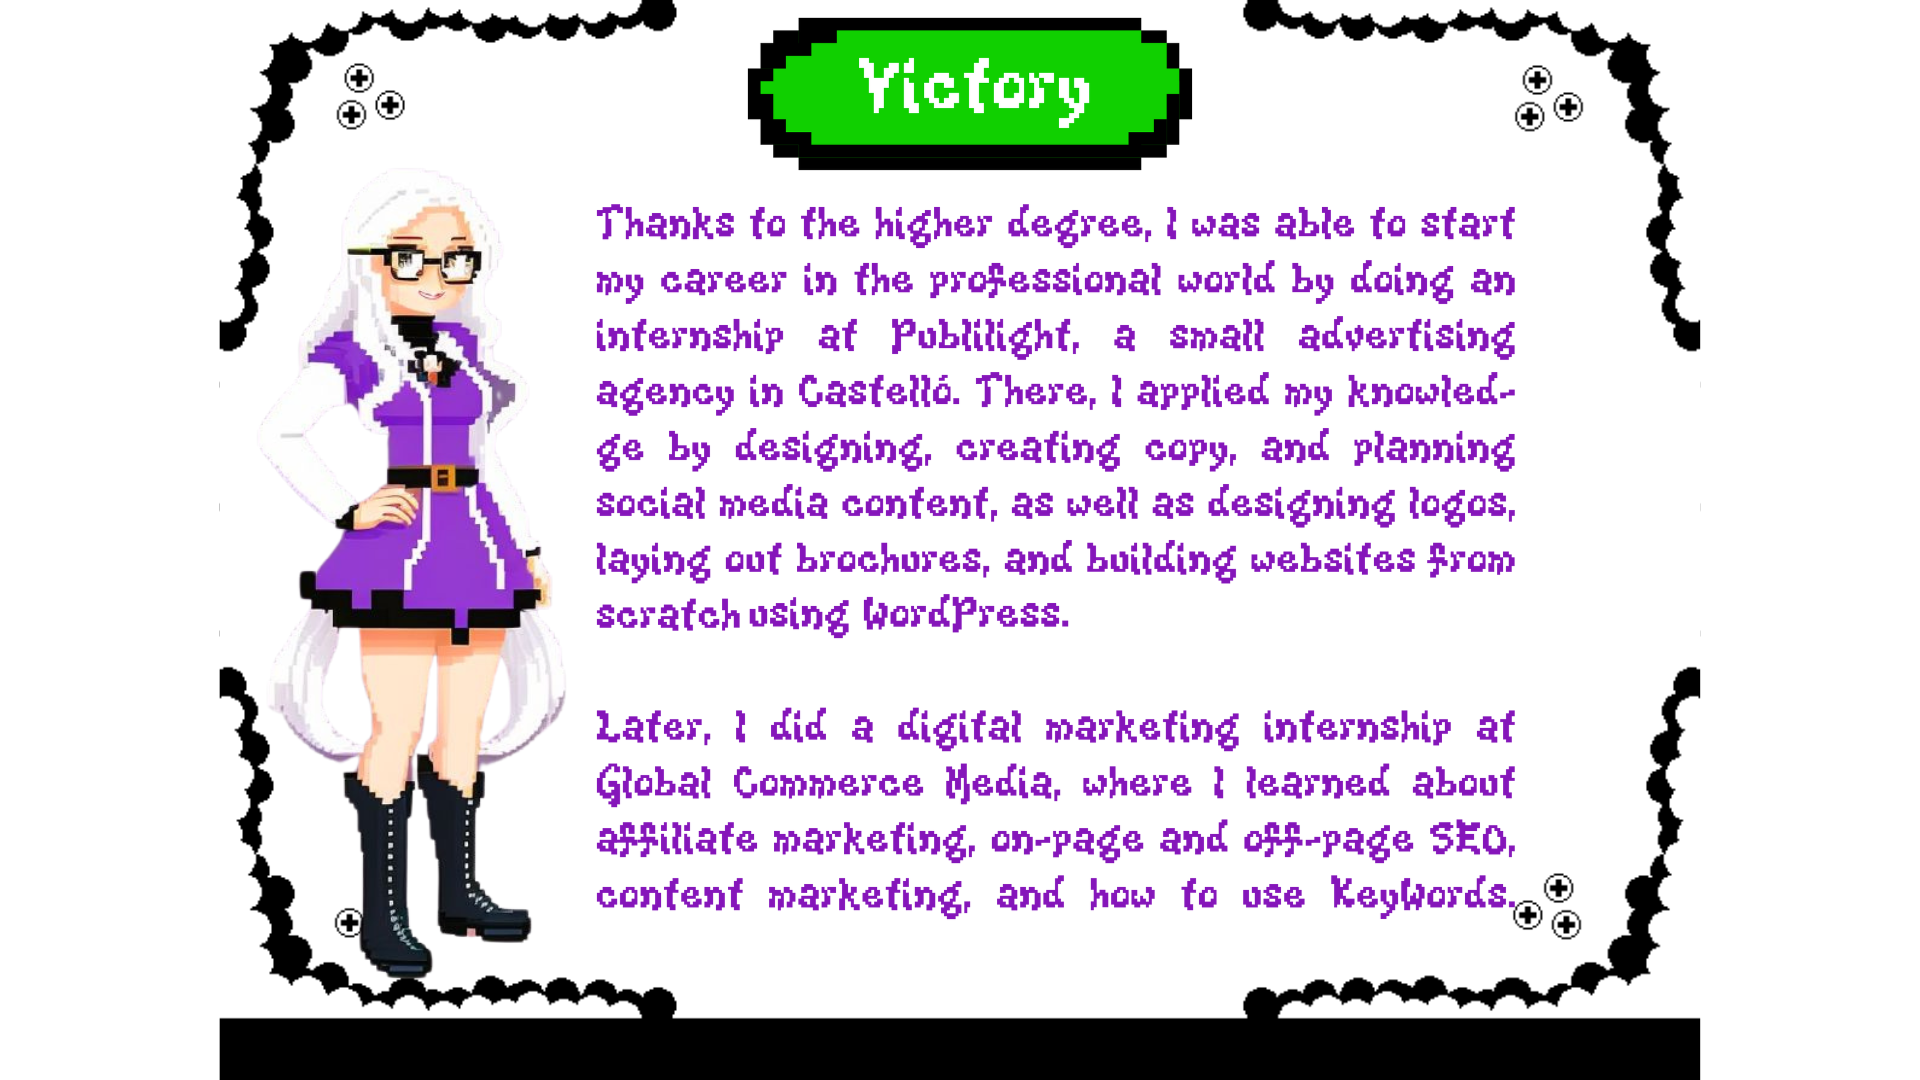 Victory
Thanks to the higher degree, I was able to start
my career in the professional world by doing an
internship at Publilight, a small advertising
agency in Castelló. There, I applied my knowled-
ge by designing, creating copy, and planning
social media content, as well as designing logos,
laying out brochures, and building websites from
scratch using WordPress.
Later, I did a digital marketing internship at
Global Commerce Media, where I learned about
affiliate marketing, on-page and off-page SEO,
content marketing, and how to use KeyWords.